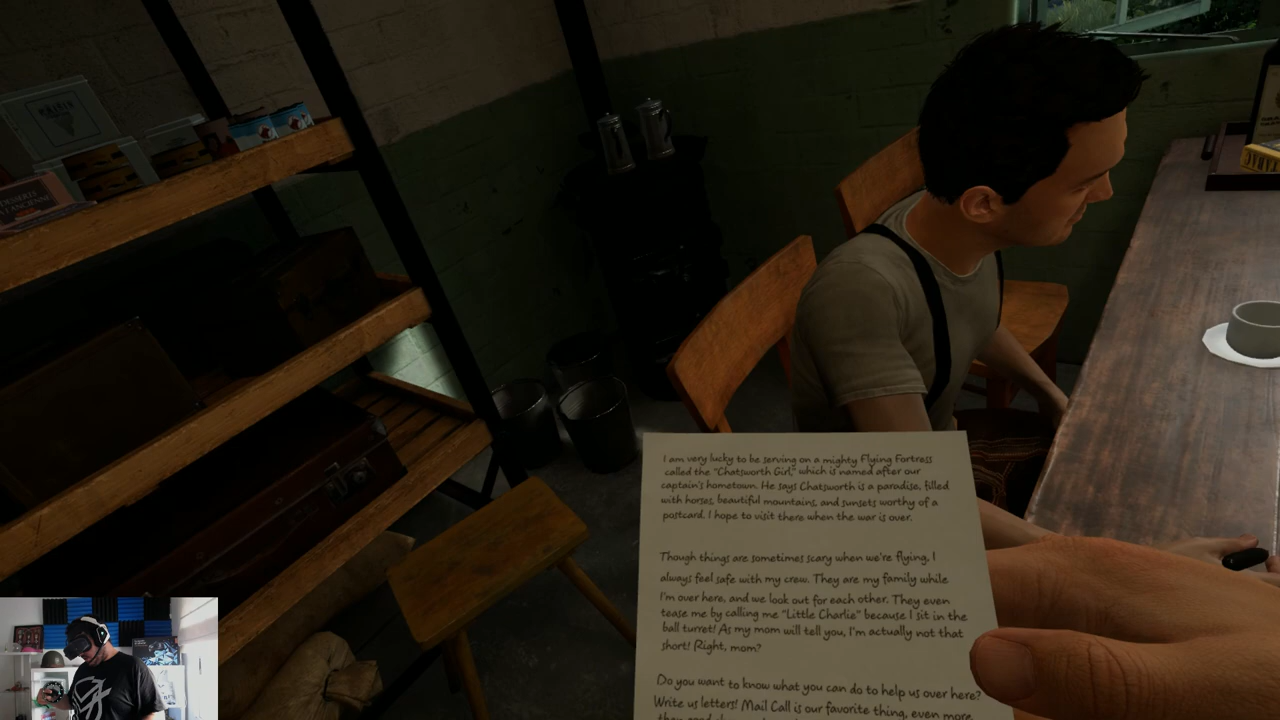 I am very lucky to be serving on a mighty Flying Fortress
called the "Chatsworth Girl," which is named after our
captain's hometown. He says Chatsworth is a paradise, filled
with horses, beautiful mountains, and sunsets worthy of a
postcard. I hope to visit there when the war is over.
Though things are sometimes scary when we're flying, I
always feel safe with my crew. They are my family while
I'm over here, and we look out for each other. They even
tease me by calling me "Little Charlie" because I sit in the
ball turret! As my mom will tell you, I'm actually not that
short! Right, mom?
Do you want to know what you can do to help us over here?
Write us letters! Mail Call is our favorite thing, even more